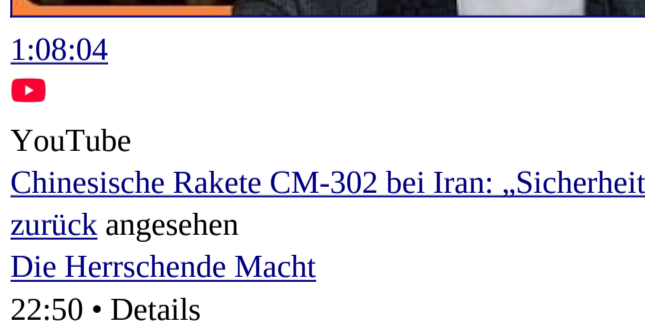 1:08:04
YouTube
Chinesische Rakete CM-302 bei Iran: „Sicherheit
zurück angesehen
Die Herrschende Macht
22:50 • Details